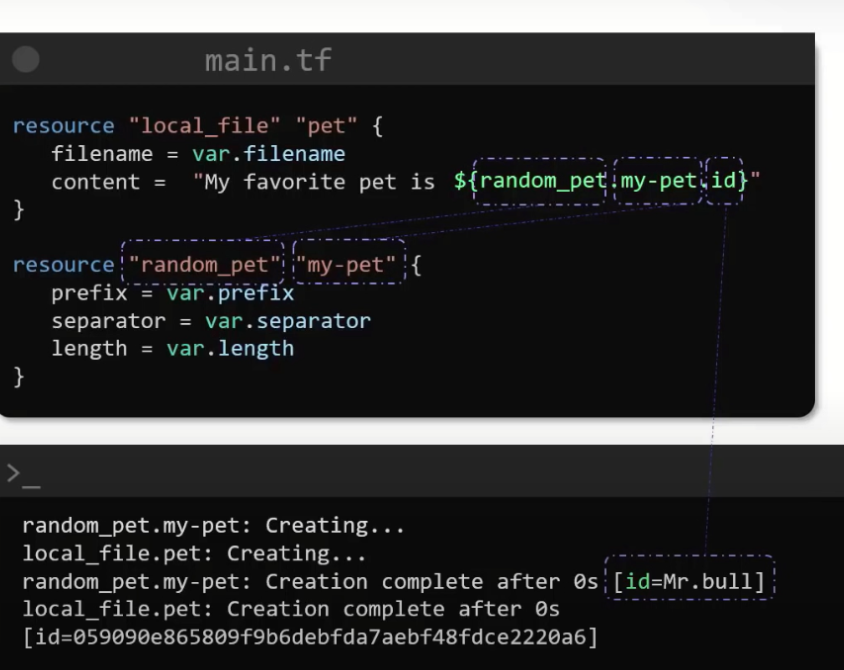 main.tf
resource "local_file" "pet" {
filename = var.filename
content = "My favorite pet is ${random_pet.my-pet.id}"
}
resource "random_pet" "my-pet" {
prefix = var.prefix
separator = var.separator
length = var.length
}
>_
random_pet.my-pet: Creating...
local_file.pet: Creating...
random_pet.my-pet: Creation complete after 0s [id=Mr.bull]
local_file.pet: Creation complete after 0s
[id=059090e865809f9b6debfda7aebf48fdce2220a6]